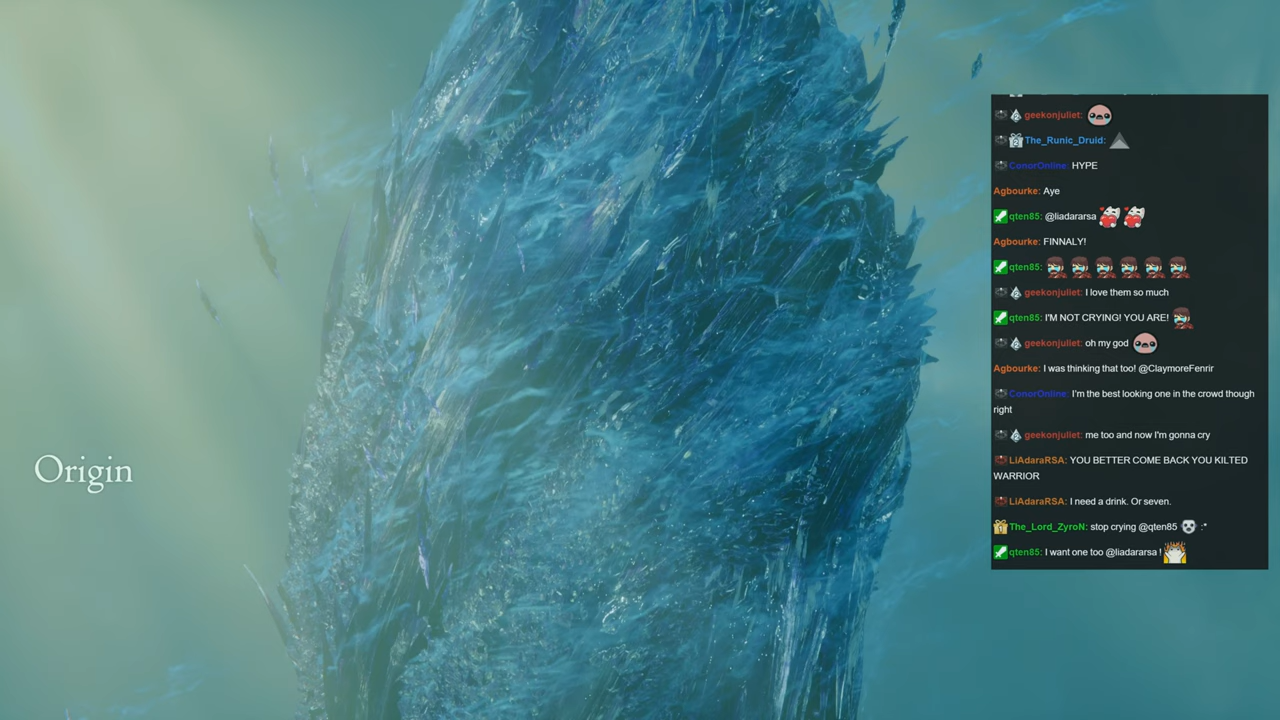 geekonjuliet:
The_Runic_Druid:
ConorOnline: HYPE
Agbourke: Aye
qten85: @liadararsa
Agbourke: FINNALY!
qten85:
geekonjuliet: I love them so much
qten85: I'M NOT CRYING! YOU ARE!
geekonjuliet: oh my god
Agbourke: I was thinking that too! @ClaymoreFenrir
ConorOnline: I'm the best looking one in the crowd though
right
geekonjuliet: me too and now I'm gonna cry
LiAdaraRSA: YOU BETTER COME BACK YOU KILTED
WARRIOR
LiAdaraRSA: I need a drink. Or seven.
The_Lord_ZyroN: stop crying @qten85 :*
qten85: I want one too @liadararsa !
Origin